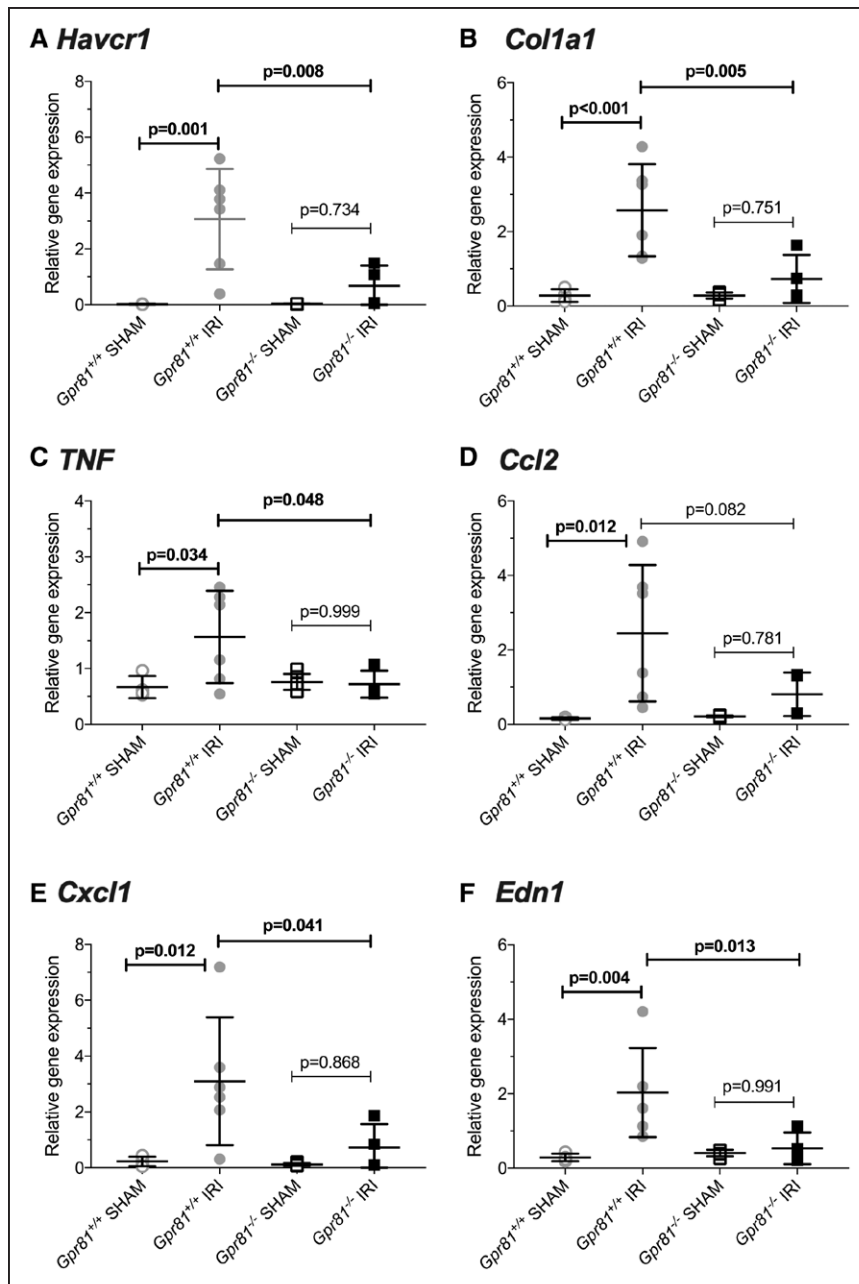 A Havcr1
p=0.008
p=0.001
p=0.734
Relative gene expression
8
6
4
2
0
Gpr81+/+ SHAM
Gpr81+/+ IRI
Gpr81-/- SHAM
Gpr81-/- IRI
B Col1a1
p=0.005
p<0.001
p=0.751
Relative gene expression
6
4
2
0
Gpr81+/+ SHAM
Gpr81+/+ IRI
Gpr81-/- SHAM
Gpr81-/- IRI
C TNF
p=0.048
p=0.034
p=0.999
Relative gene expression
4
3
2
1
0
Gpr81+/+ SHAM
Gpr81+/+ IRI
Gpr81-/- SHAM
Gpr81-/- IRI
D Ccl2
p=0.082
p=0.012
p=0.781
Relative gene expression
6
4
2
0
Gpr81+/+ SHAM
Gpr81+/+ IRI
Gpr81-/- SHAM
Gpr81-/- IRI
E Cxcl1
p=0.041
p=0.012
p=0.868
Relative gene expression
8
6
4
2
0
Gpr81+/+ SHAM
Gpr81+/+ IRI
Gpr81-/- SHAM
Gpr81-/- IRI
F Edn1
p=0.013
p=0.004
p=0.991
Relative gene expression
6
4
2
0
Gpr81+/+ SHAM
Gpr81+/+ IRI
Gpr81-/- SHAM
Gpr81-/- IRI